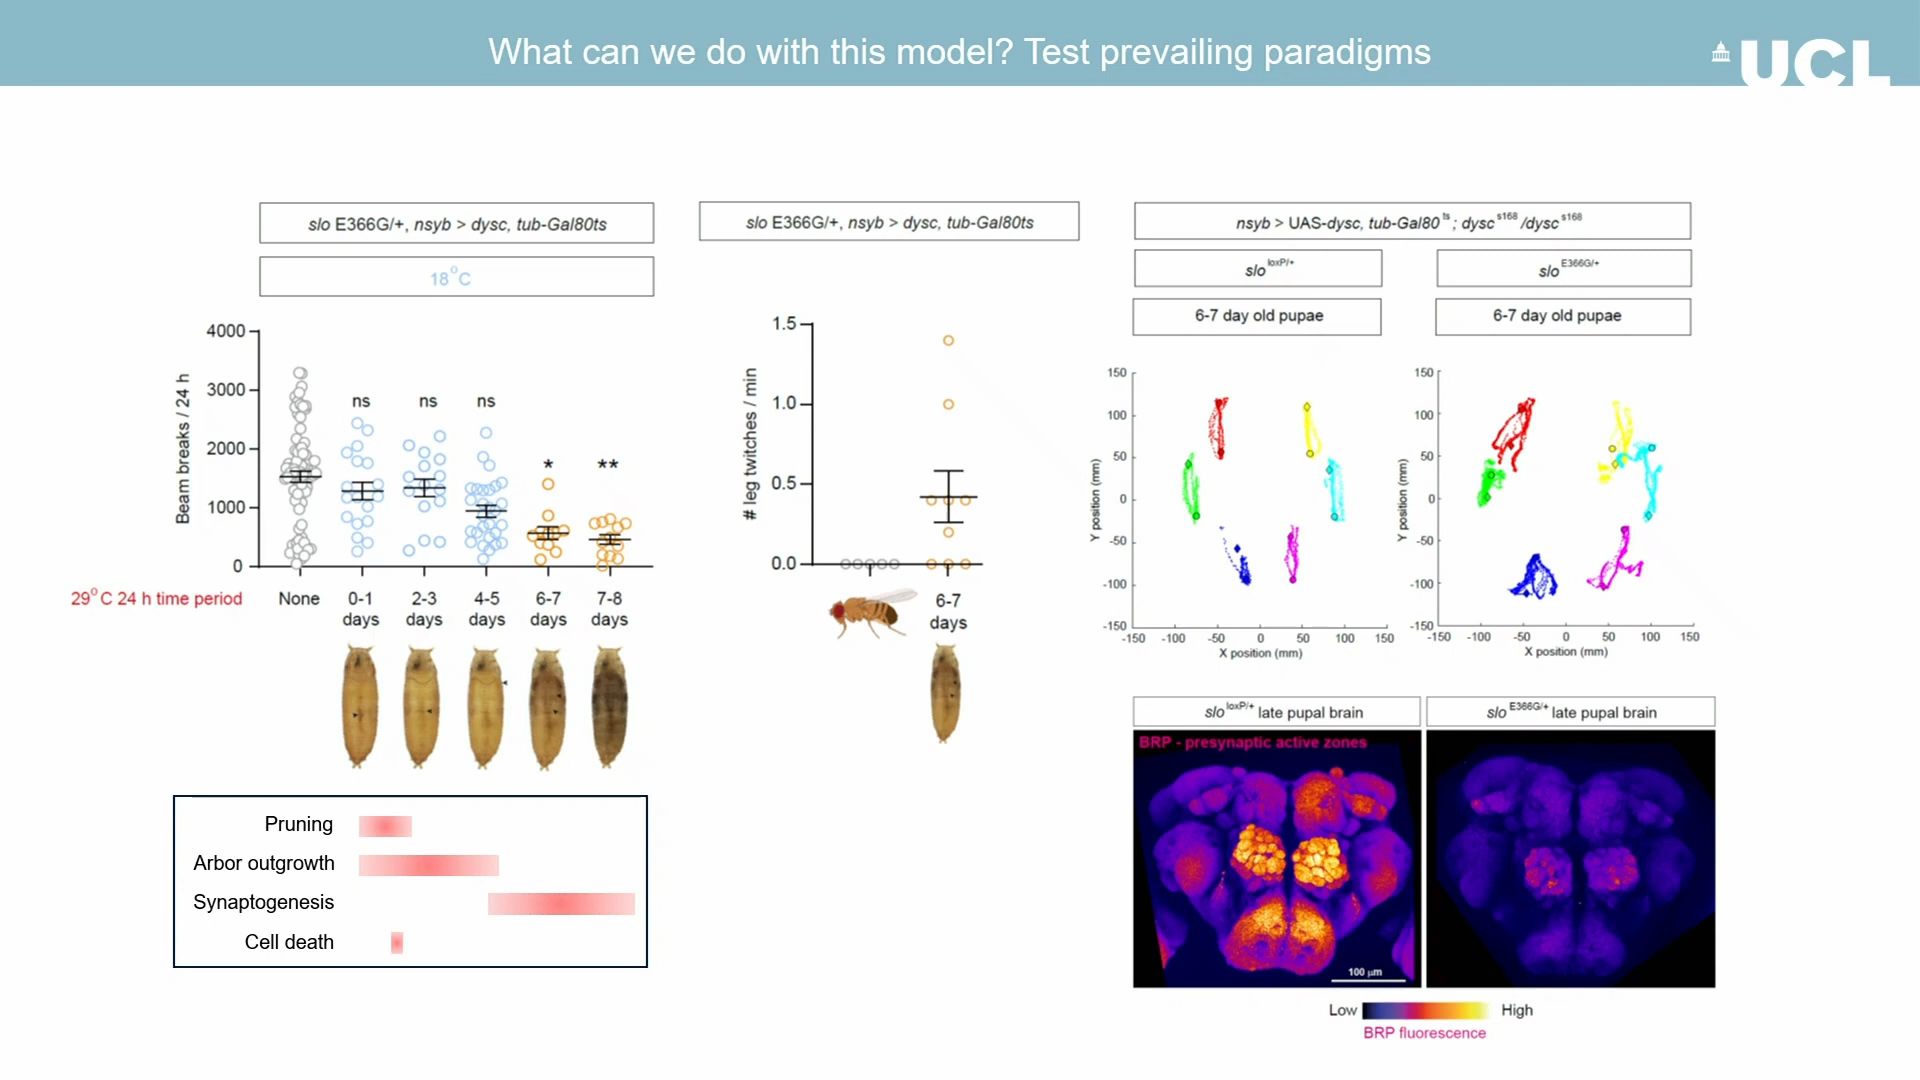 What can we do with this model? Test prevailing paradigms
UCL
slo E366G/+, nsyb > dysc, tub-Gal80ts
18°C
Beam breaks / 24 h
4000
3000
2000
1000
0
ns
ns
ns
*
**
29°C 24 h time period
None
0-1 days
2-3 days
4-5 days
6-7 days
7-8 days
Pruning
Arbor outgrowth
Synaptogenesis
Cell death
slo E366G/+, nsyb > dysc, tub-Gal80ts
# leg twitches / min
1.5
1.0
0.5
0.0
6-7 days
nsyb > UAS-dysc, tub-Gal80 ts ; dysc s168 /dysc s168
slo loxP/+
slo E366G/+
6-7 day old pupae
6-7 day old pupae
Y position (mm)
150
100
50
0
-50
-100
-150
-150 -100 -50 0 50 100 150
X position (mm)
Y position (mm)
150
100
50
0
-50
-100
-150
-150 -100 -50 0 50 100 150
X position (mm)
slo loxP/+ late pupal brain
slo E366G/+ late pupal brain
BRP - presynaptic active zones
100 µm
Low
High
BRP fluorescence